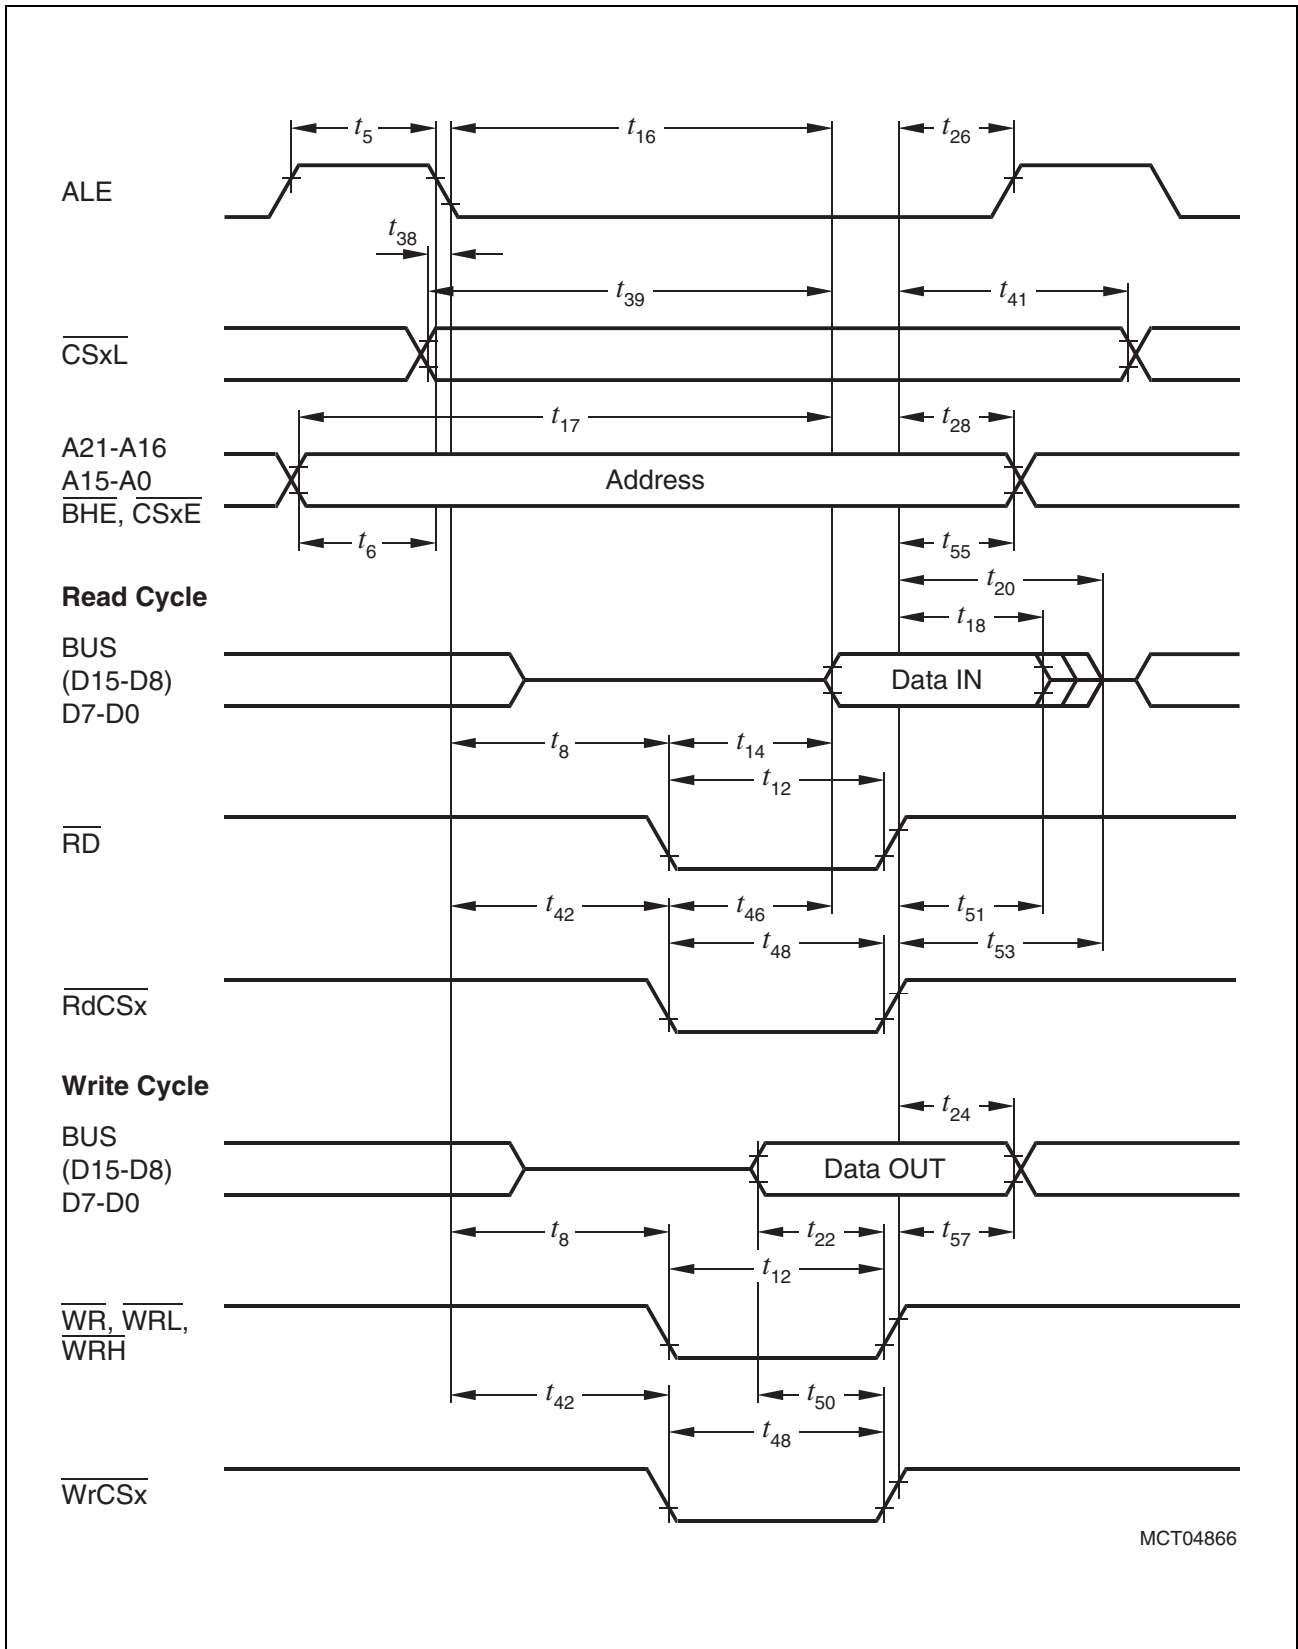 t5
t16
t26
ALE
t38
t39
t41
CSxL
t17
t28
A21-A16
A15-A0
BHE, CSxE
Address
t6
t55
t20
Read Cycle
t18
BUS
(D15-D8)
D7-D0
Data IN
t8
t14
t12
RD
t42
t46
t51
t48
t53
RdCSx
Write Cycle
t24
BUS
(D15-D8)
D7-D0
Data OUT
t8
t22
t57
t12
WR, WRL,
WRH
t42
t50
t48
WrCSx
MCT04866